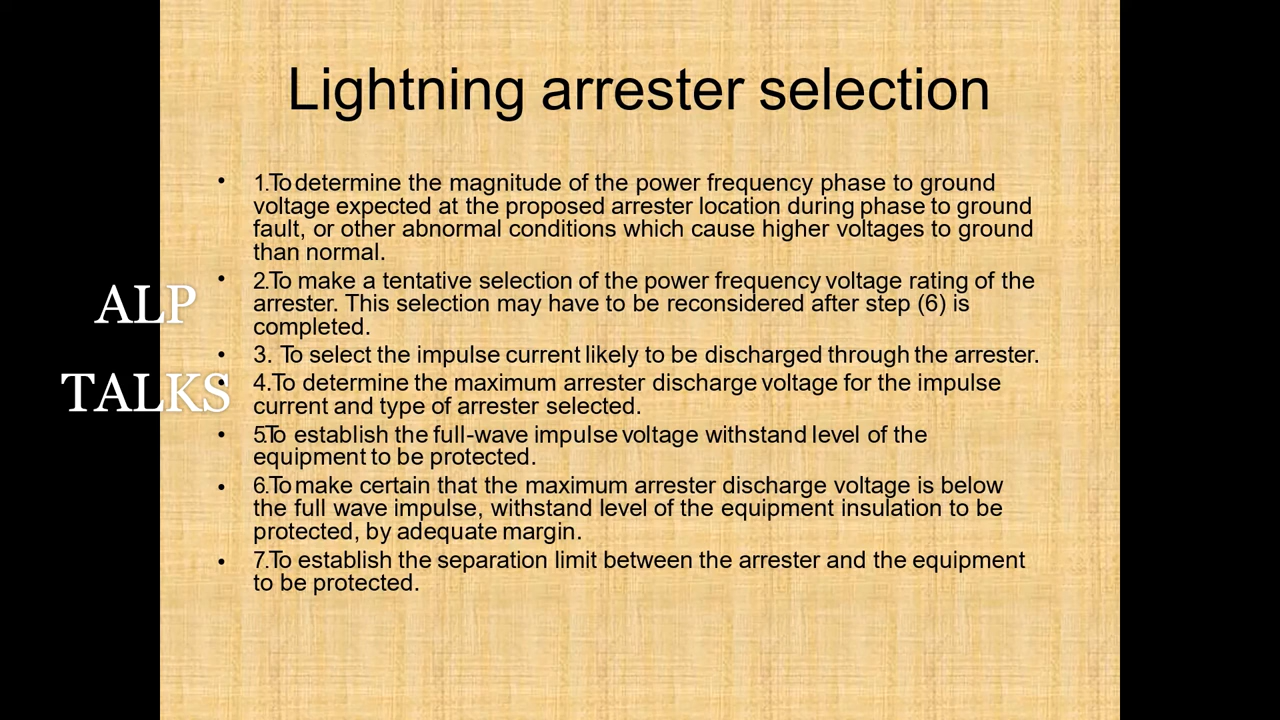 Lightning arrester selection
• 1.To determine the magnitude of the power frequency phase to ground
voltage expected at the proposed arrester location during phase to ground
fault, or other abnormal conditions which cause higher voltages to ground
than normal.
• 2.To make a tentative selection of the power frequency voltage rating of the
arrester. This selection may have to be reconsidered after step (6) is
completed.
• 3. To select the impulse current likely to be discharged through the arrester.
• 4.To determine the maximum arrester discharge voltage for the impulse
current and type of arrester selected.
• 5.To establish the full-wave impulse voltage withstand level of the
equipment to be protected.
• 6.To make certain that the maximum arrester discharge voltage is below
the full wave impulse, withstand level of the equipment insulation to be
protected, by adequate margin.
• 7.To establish the separation limit between the arrester and the equipment
to be protected.
ALP
TALKS